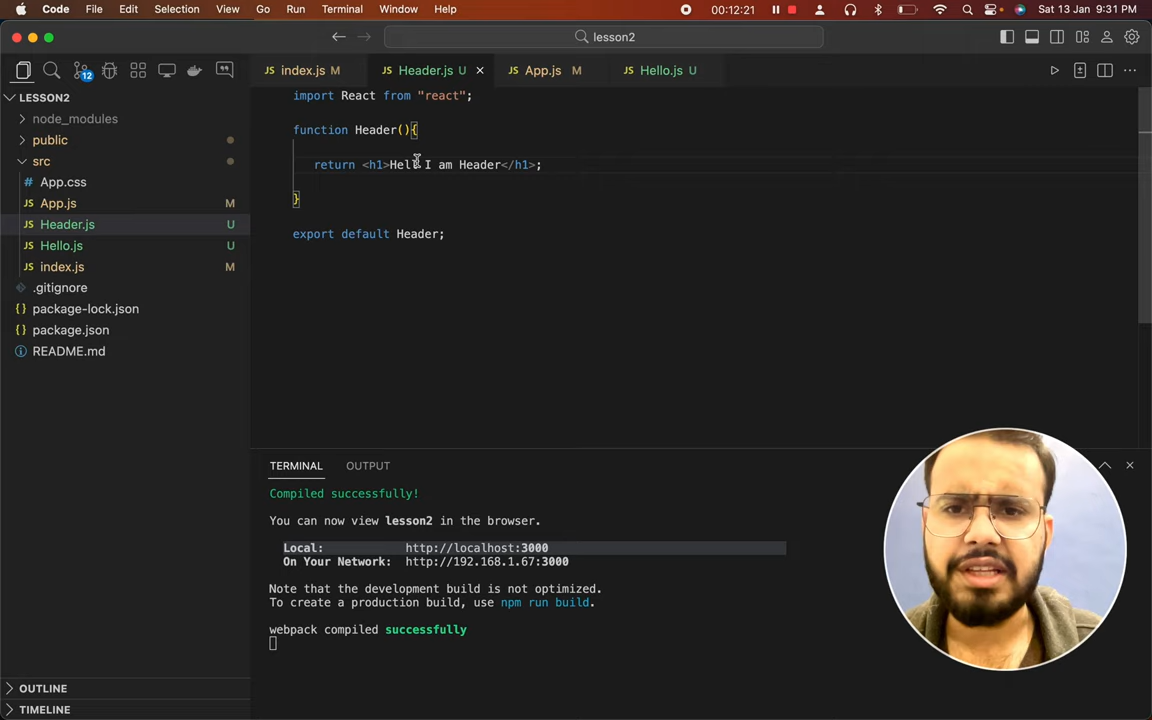 Code File Edit Selection View Go Run Terminal Window Help 00:12:21 Sat 13 Jan 9:31 PM
lesson2
index.js M Header.js U App.js M Hello.js U
LESSON2
node_modules
public
src
App.css
App.js M
Header.js U
Hello.js U
index.js M
.gitignore
package-lock.json
package.json
README.md
OUTLINE
TIMELINE
12
import React from "react";
function Header(){
return <h1>Hello I am Header</h1>;
}
export default Header;
TERMINAL OUTPUT
Compiled successfully!
You can now view lesson2 in the browser.
Local: http://localhost:3000
On Your Network: http://192.168.1.67:3000
Note that the development build is not optimized.
To create a production build, use npm run build.
webpack compiled successfully